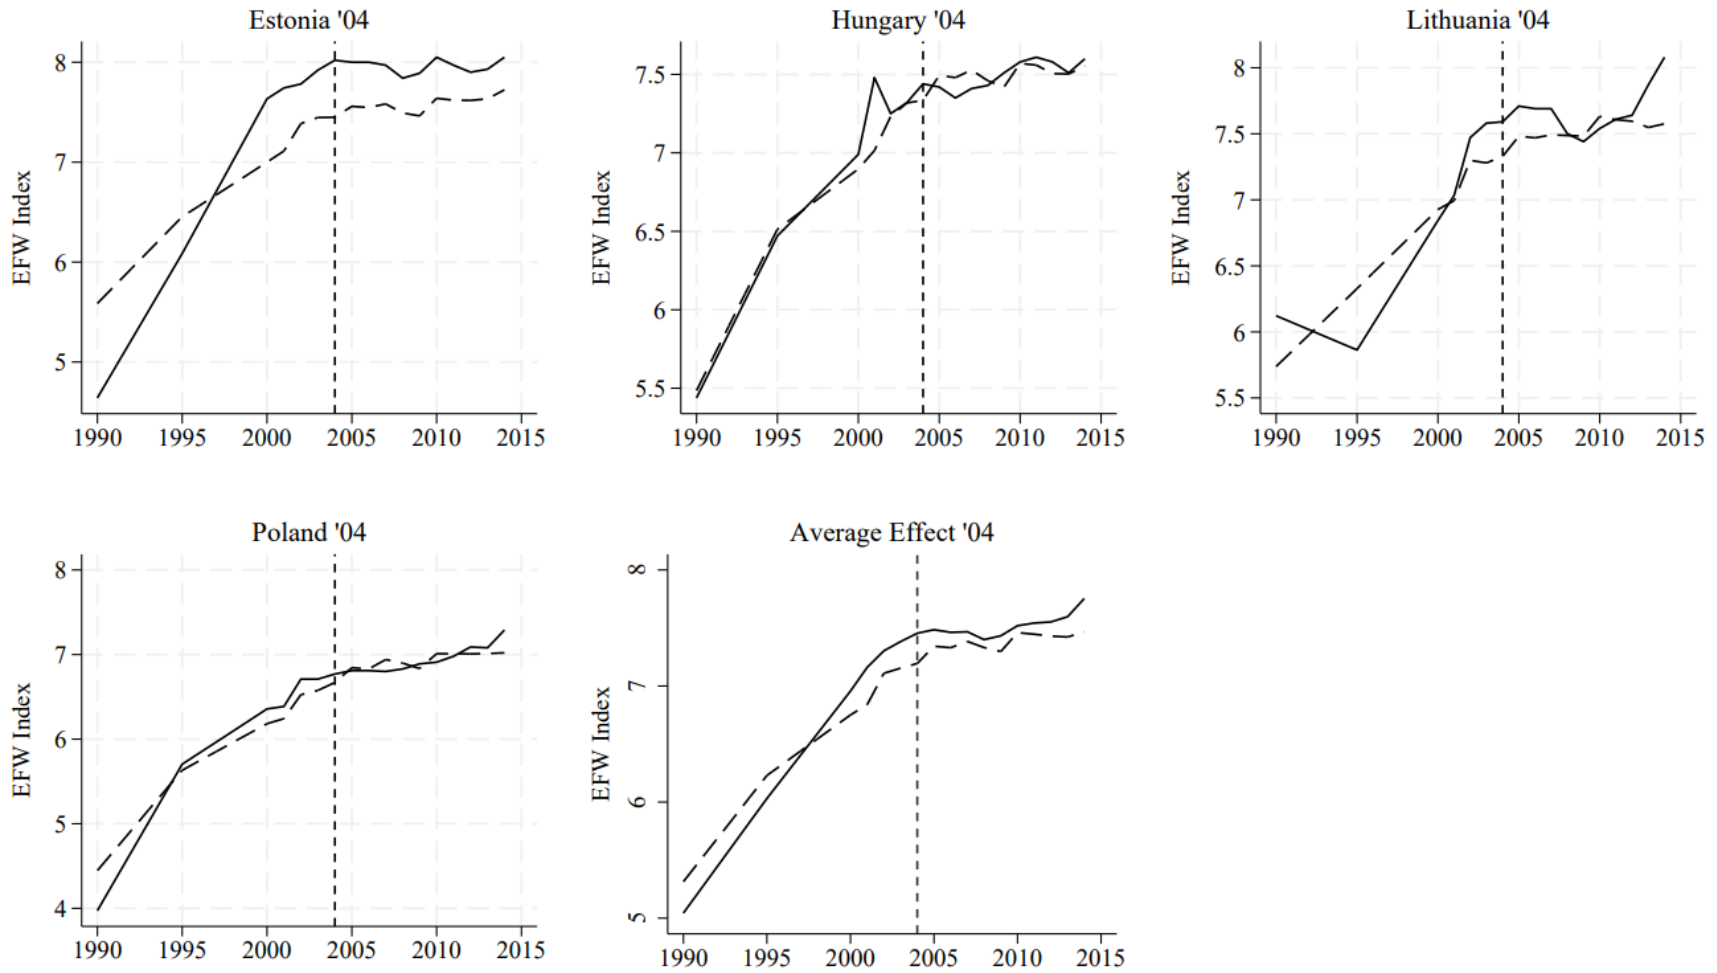 Estonia '04
EFW Index
8
7
6
5
1990 1995 2000 2005 2010 2015
Hungary '04
EFW Index
7.5
7
6.5
6
5.5
1990 1995 2000 2005 2010 2015
Lithuania '04
EFW Index
8
7.5
7
6.5
6
5.5
1990 1995 2000 2005 2010 2015
Poland '04
EFW Index
8
7
6
5
4
1990 1995 2000 2005 2010 2015
Average Effect '04
EFW Index
8
7
6
5
1990 1995 2000 2005 2010 2015